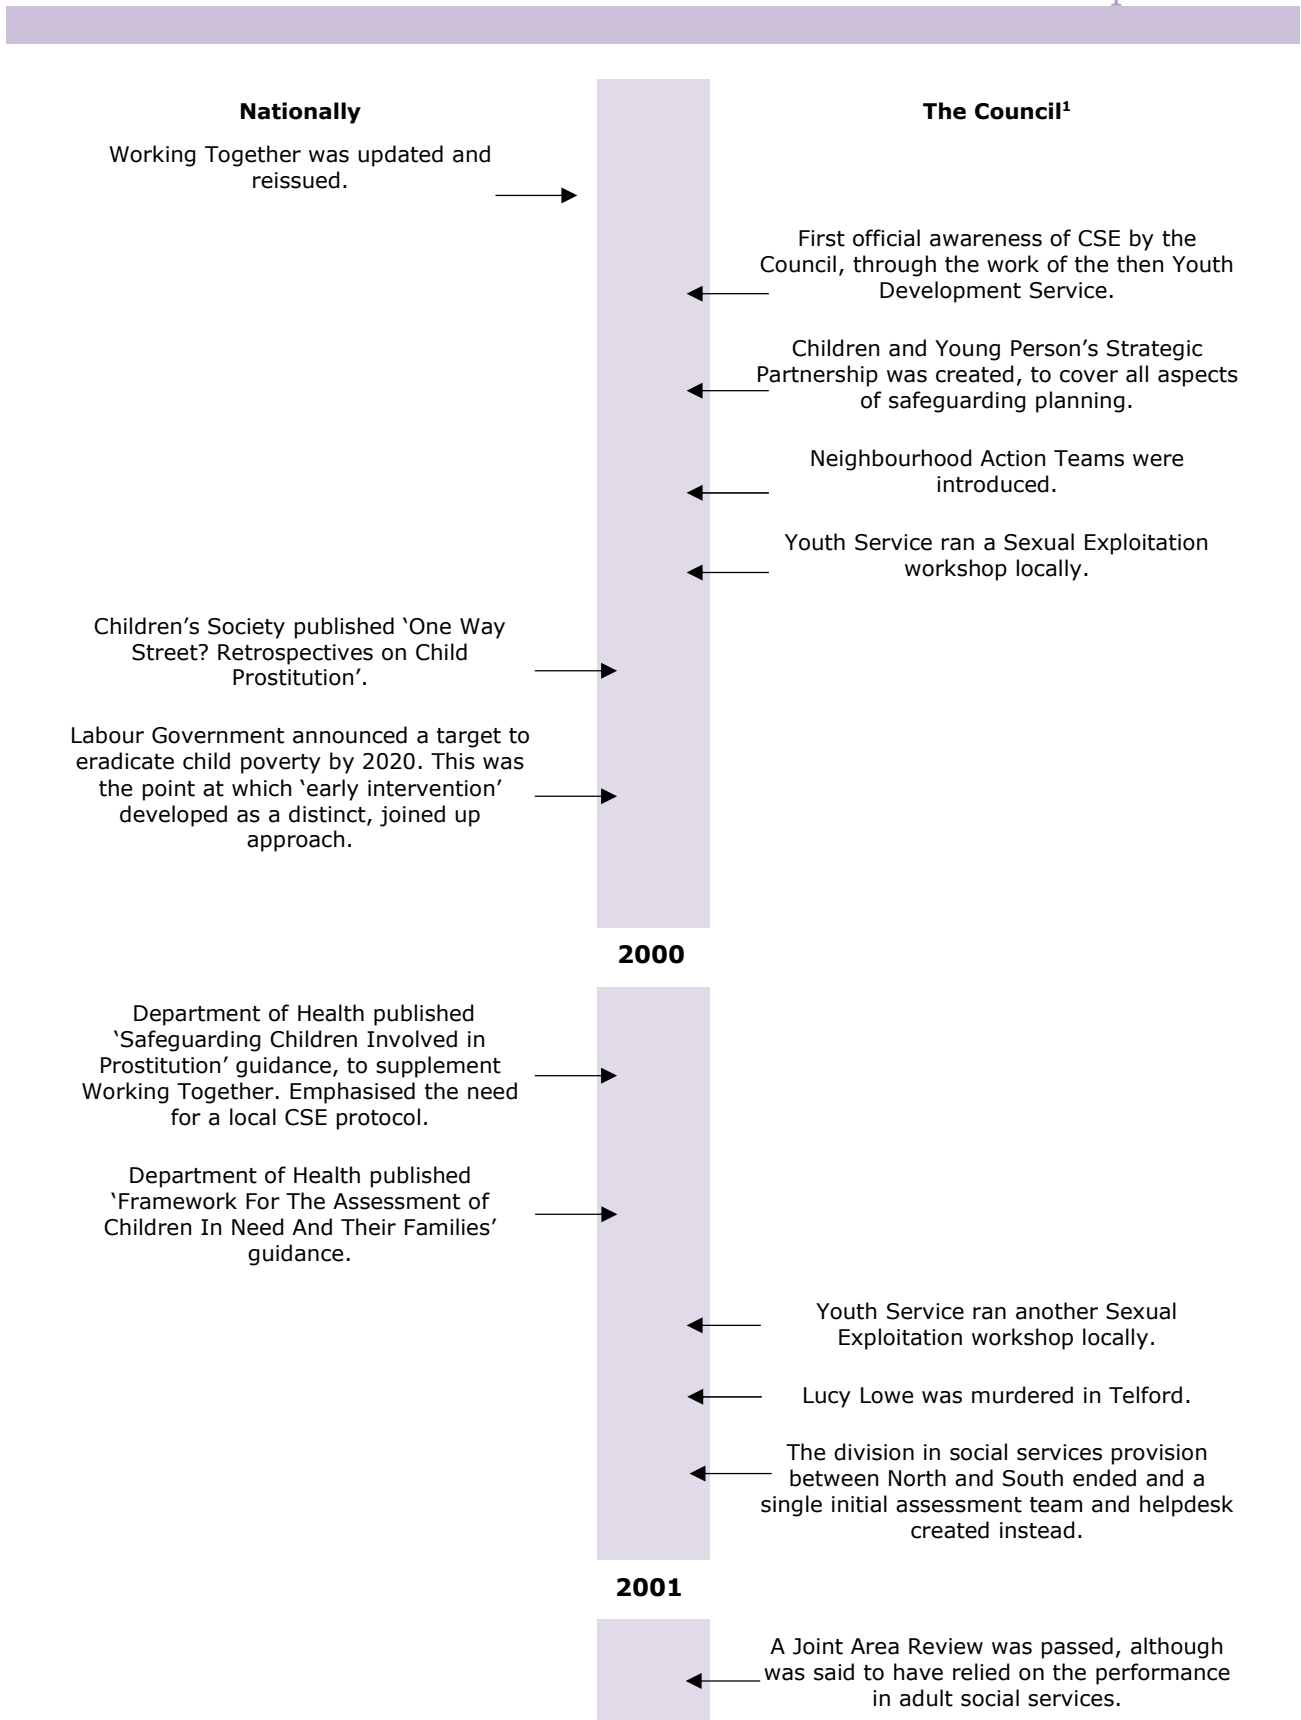 Nationally
The Council1
Working Together was updated and
reissued.
First official awareness of CSE by the
Council, through the work of the then Youth
Development Service.
Children and Young Person’s Strategic
Partnership was created, to cover all aspects
of safeguarding planning.
Neighbourhood Action Teams were
introduced.
Youth Service ran a Sexual Exploitation
workshop locally.
Children’s Society published ‘One Way
Street? Retrospectives on Child
Prostitution’.
Labour Government announced a target to
eradicate child poverty by 2020. This was
the point at which ‘early intervention’
developed as a distinct, joined up
approach.
2000
Department of Health published
‘Safeguarding Children Involved in
Prostitution’ guidance, to supplement
Working Together. Emphasised the need
for a local CSE protocol.
Department of Health published
‘Framework For The Assessment of
Children In Need And Their Families’
guidance.
Youth Service ran another Sexual
Exploitation workshop locally.
Lucy Lowe was murdered in Telford.
The division in social services provision
between North and South ended and a
single initial assessment team and helpdesk
created instead.
2001
A Joint Area Review was passed, although
was said to have relied on the performance
in adult social services.